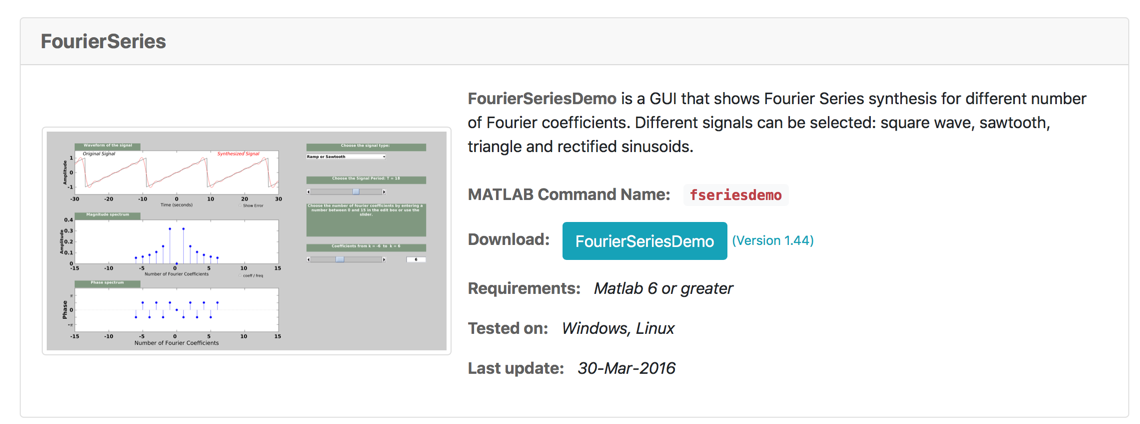 FourierSeries
FourierSeriesDemo is a GUI that shows Fourier Series synthesis for different number
of Fourier coefficients. Different signals can be selected: square wave, sawtooth,
triangle and rectified sinusoids.
MATLAB Command Name: fseriesdemo
Download: FourierSeriesDemo (Version 1.44)
Requirements: Matlab 6 or greater
Tested on: Windows, Linux
Last update: 30-Mar-2016
Waveform of the signal
Original Signal
Synthesized Signal
Amplitude
1
0
-1
-30 -20 -10 0 10 20 30
Time (seconds)
Show Error
Magnitude spectrum
Amplitude
0.4
0.3
0.2
0.1
0
-15 -10 -5 0 5 10 15
Number of Fourier Coefficients
coeff / freq
Phase spectrum
Phase
π
0
-π
-15 -10 -5 0 5 10 15
Number of Fourier Coefficients
Choose the signal type:
Ramp or Sawtooth
Choose the Signal Period: T = 18
Choose the number of fourier coefficients by entering a
number between 0 and 15 in the edit box or use the
slider.
Coefficients from k = -6 to k = 6
6